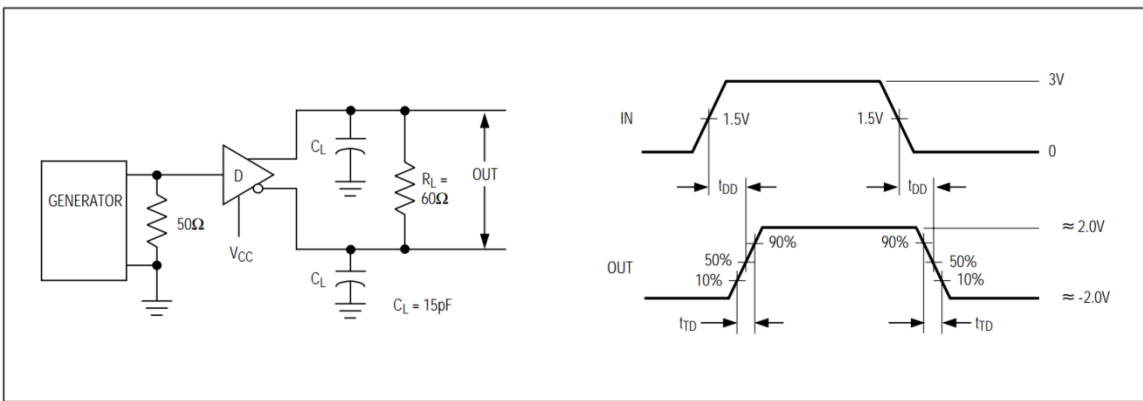 GENERATOR
50Ω
D
VCC
CL
CL
CL = 15pF
RL =
60Ω
OUT
IN
1.5V
1.5V
3V
0
tDD
tDD
OUT
90%
50%
10%
90%
50%
10%
≈ 2.0V
≈ -2.0V
tTD
tTD